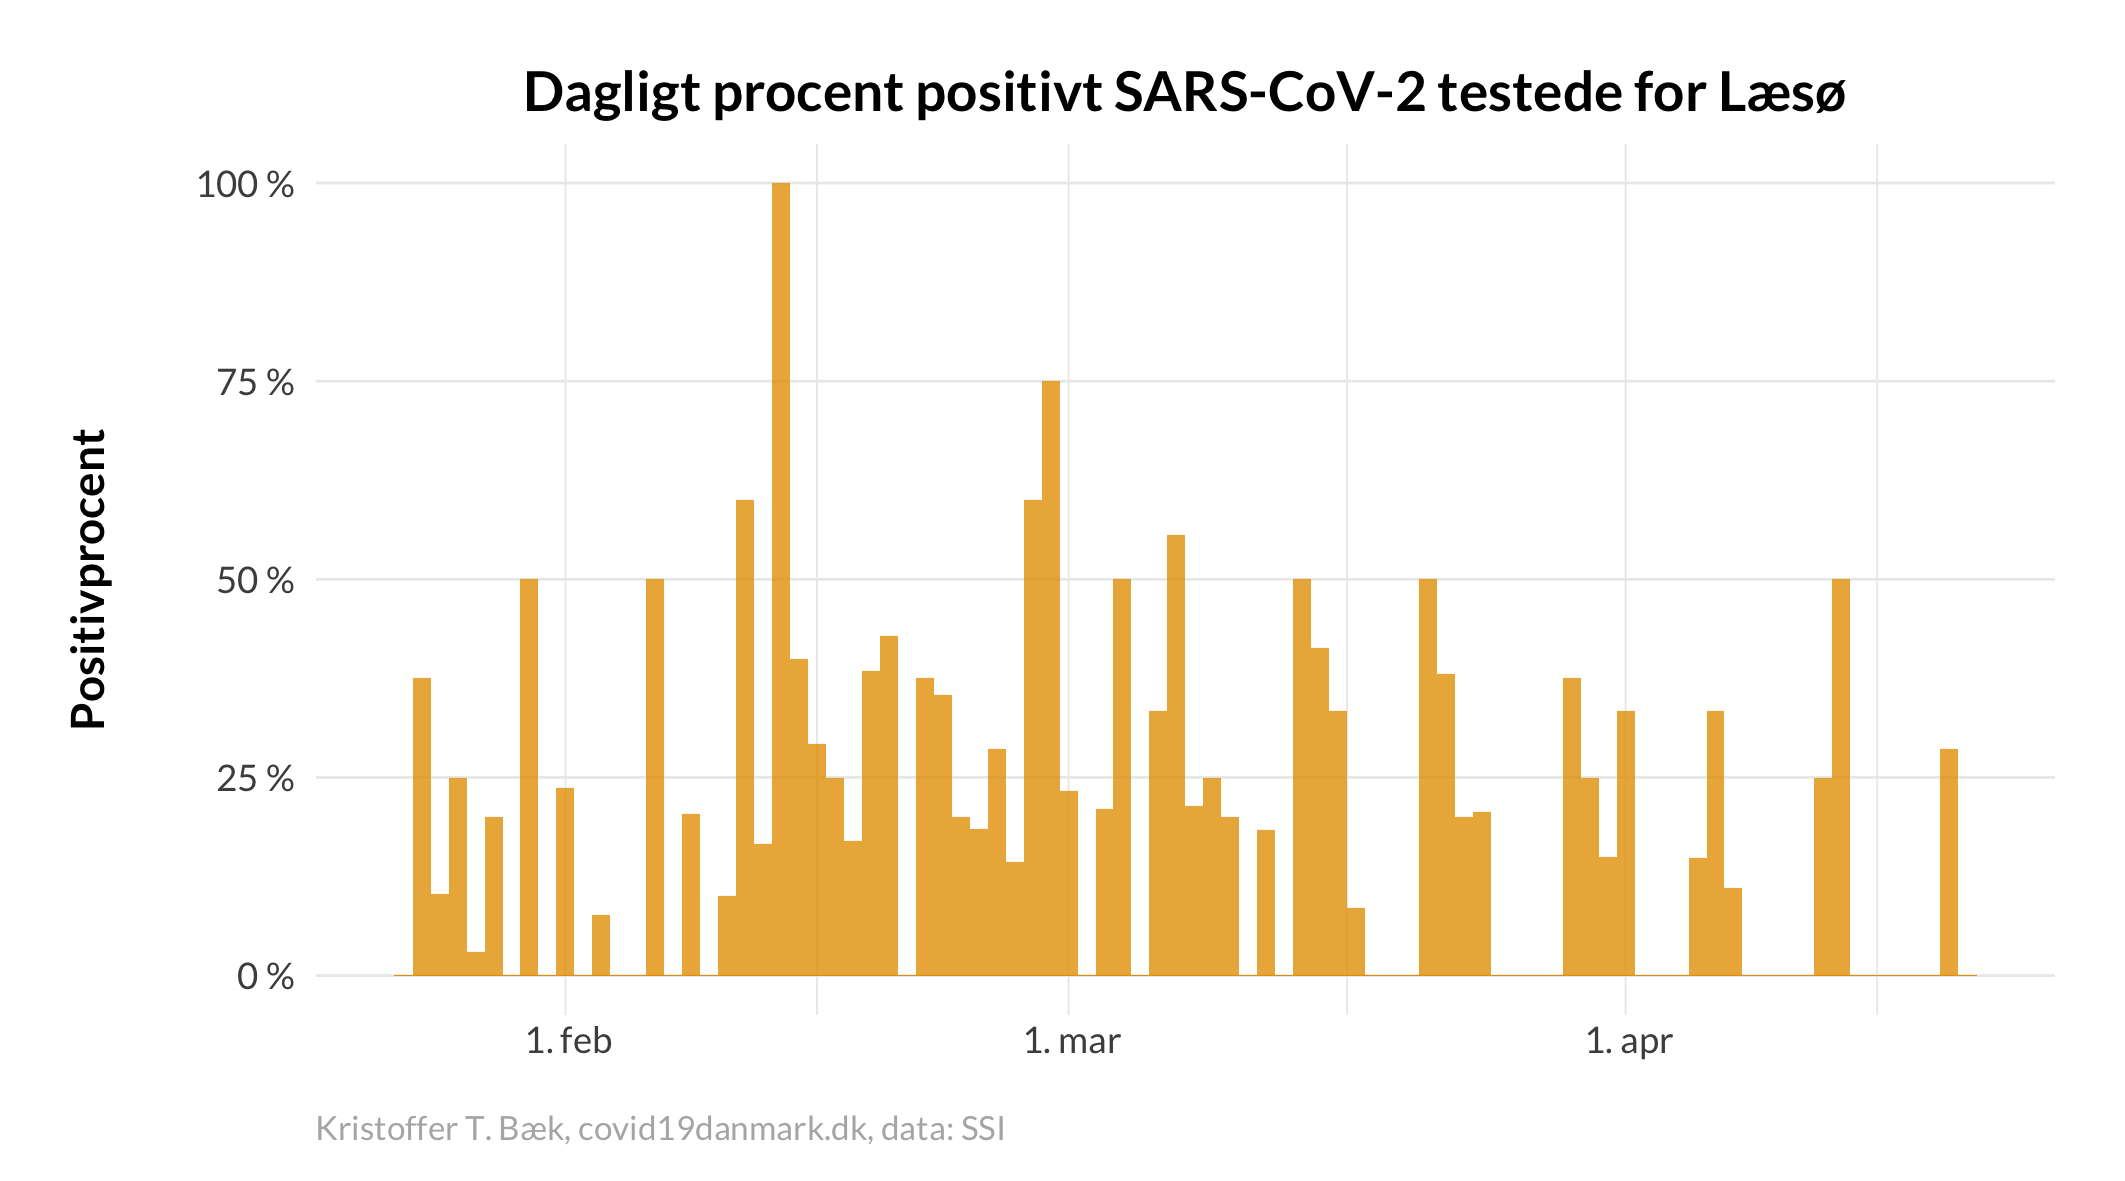 Dagligt procent positivt SARS-CoV-2 testede for Læsø
Positivprocent
100 %
75 %
50 %
25 %
0 %
1. feb
1. mar
1. apr
Kristoffer T. Bæk, covid19danmark.dk, data: SSI